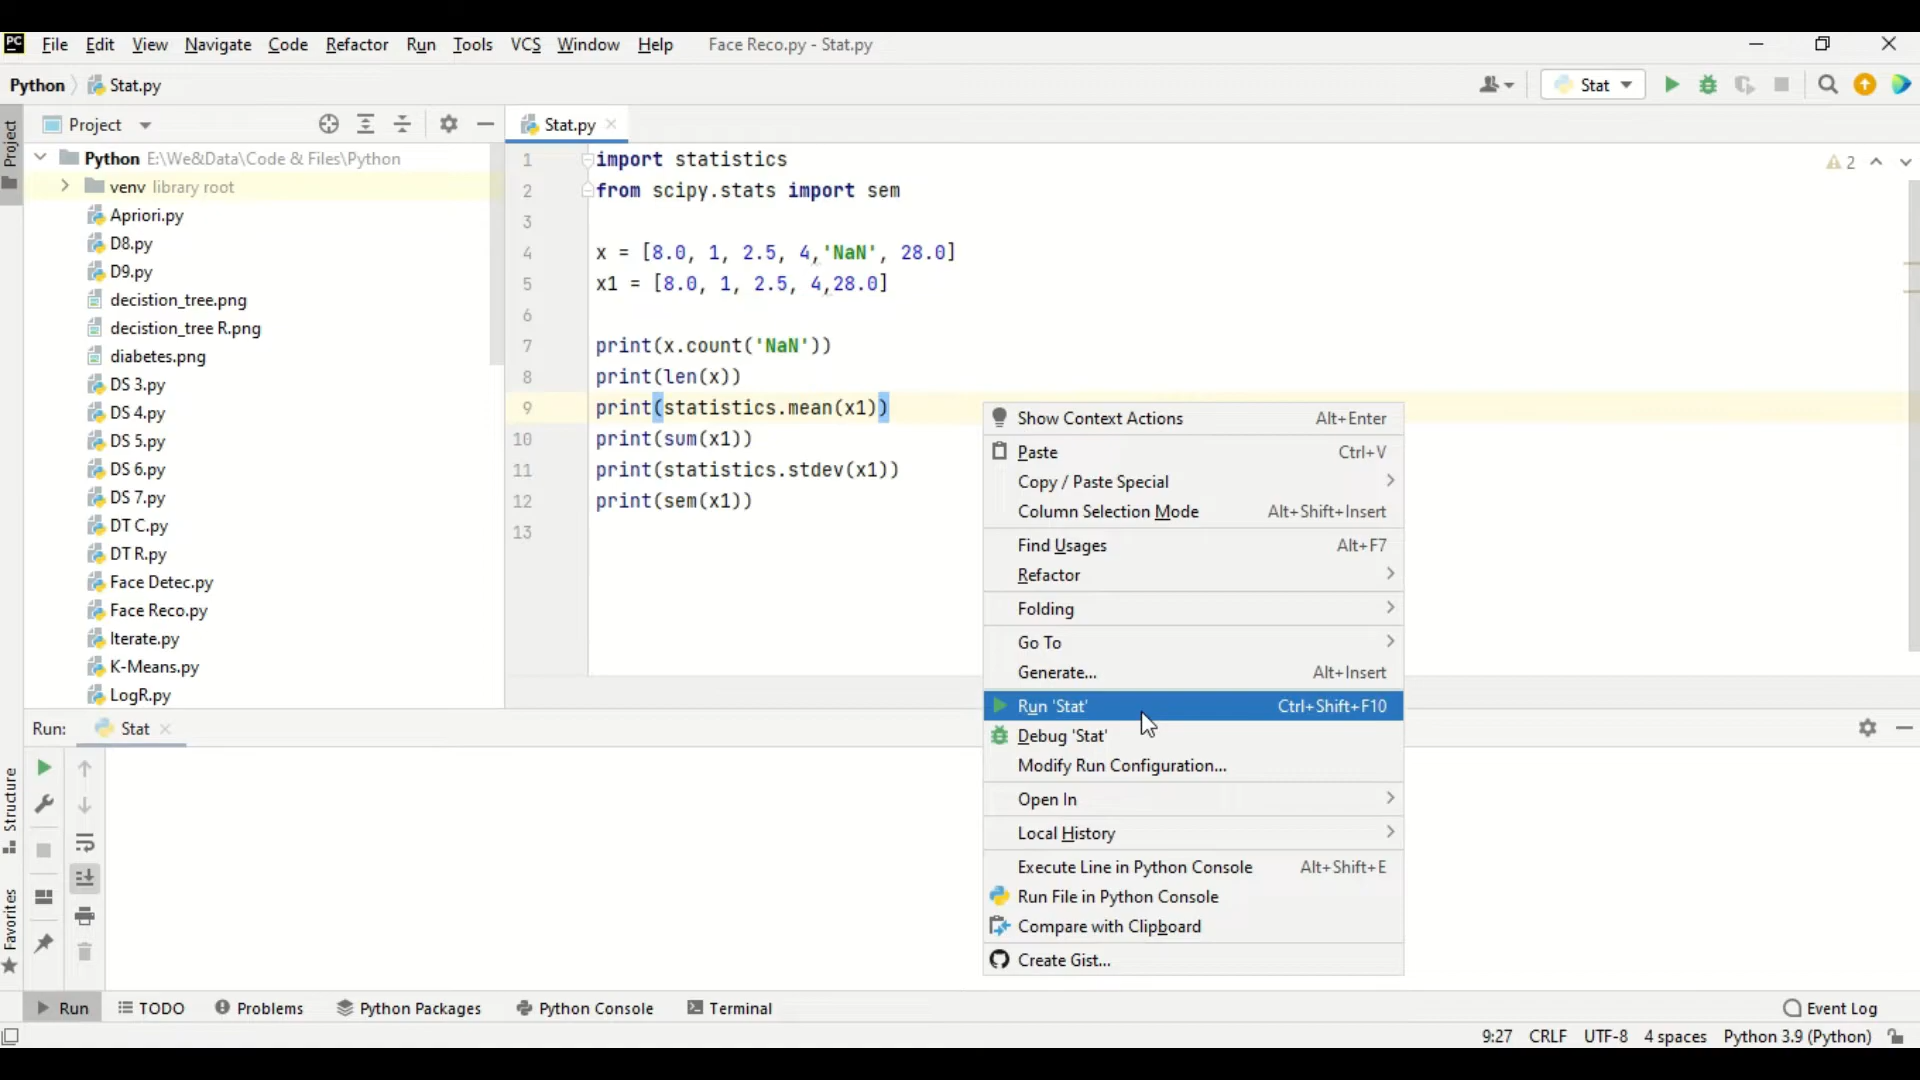 PC File Edit View Navigate Code Refactor Run Tools VCS Window Help Face Reco.py - Stat.py
Python Stat.py Stat
Project Stat.py
Project
Python E:\We&Data\Code & Files\Python
venv library root
Apriori.py
D8.py
D9.py
decistion_tree.png
decistion_tree R.png
diabetes.png
DS 3.py
DS 4.py
DS 5.py
DS 6.py
DS 7.py
DT C.py
DT R.py
Face Detec.py
Face Reco.py
Iterate.py
K-Means.py
LogR.py
1 import statistics
2 from scipy.stats import sem
3
4 x = [8.0, 1, 2.5, 4,'NaN', 28.0]
5 x1 = [8.0, 1, 2.5, 4,28.0]
6
7 print(x.count('NaN'))
8 print(len(x))
9 print(statistics.mean(x1))
10 print(sum(x1))
11 print(statistics.stdev(x1))
12 print(sem(x1))
13
2
Show Context Actions Alt+Enter
Paste Ctrl+V
Copy / Paste Special
Column Selection Mode Alt+Shift+Insert
Find Usages Alt+F7
Refactor
Folding
Go To
Generate... Alt+Insert
Run 'Stat' Ctrl+Shift+F10
Debug 'Stat'
Modify Run Configuration...
Open In
Local History
Execute Line in Python Console Alt+Shift+E
Run File in Python Console
Compare with Clipboard
Create Gist...
Run: Stat
Structure
Favorites
Run TODO Problems Python Packages Python Console Terminal Event Log
9:27 CRLF UTF-8 4 spaces Python 3.9 (Python)